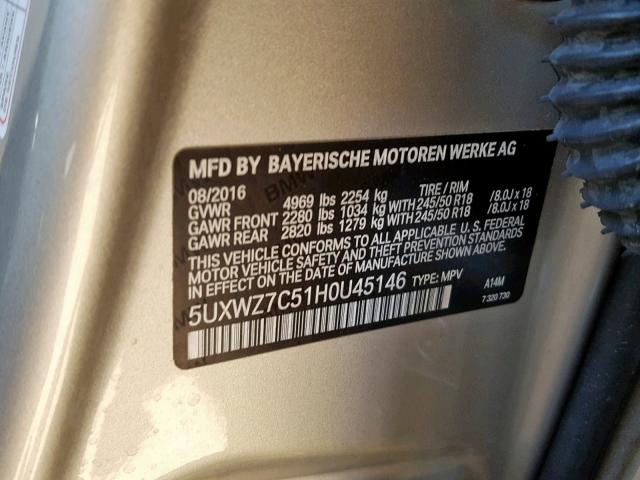 MFD BY BAYERISCHE MOTOREN WERKE AG
08/2016 TIRE / RIM
GVWR 4969 lbs 2254 kg
GAWR FRONT 2280 lbs 1034 kg WITH 245/50 R18 /8.0J x 18
GAWR REAR 2820 lbs 1279 kg WITH 245/50 R18 /8.0J x 18
THIS VEHICLE CONFORMS TO ALL APPLICABLE U. S. FEDERAL
MOTOR VEHICLE SAFETY AND THEFT PREVENTION STANDARDS
IN EFFECT ON THE DATE OF MANUFACTURE SHOWN ABOVE.
5UXWZ7C51H0U45146 TYPE: MPV A14M
7 320 730